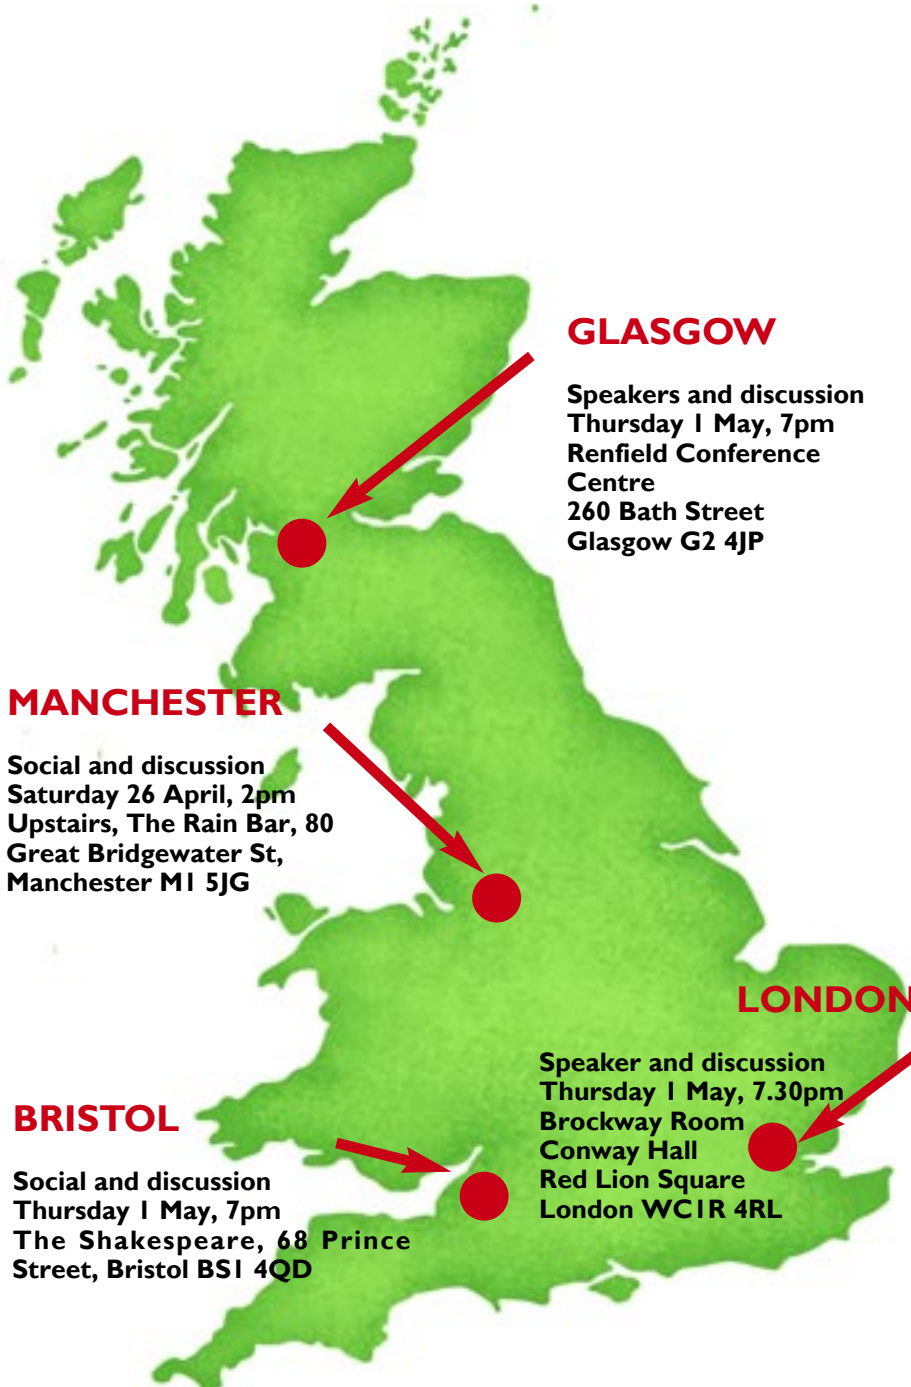 GLASGOW
Speakers and discussion
Thursday 1 May, 7pm
Renfield Conference
Centre
260 Bath Street
Glasgow G2 4JP
MANCHESTER
Social and discussion
Saturday 26 April, 2pm
Upstairs, The Rain Bar, 80
Great Bridgewater St,
Manchester M1 5JG
LONDON
Speaker and discussion
Thursday 1 May, 7.30pm
Brockway Room
Conway Hall
Red Lion Square
London WC1R 4RL
BRISTOL
Social and discussion
Thursday 1 May, 7pm
The Shakespeare, 68 Prince
Street, Bristol BS1 4QD